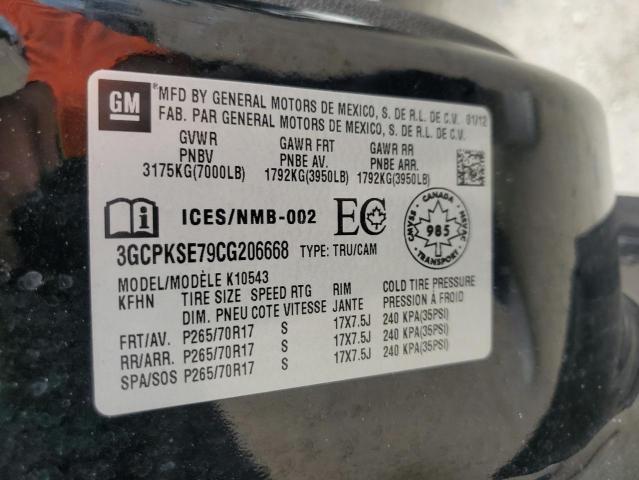 GM
®MFD BY GENERAL MOTORS DE MEXICO, S. DE R.L. DE C.V. 01/12
FAB. PAR GENERAL MOTORS DE MEXICO, S. DE R.L. DE C.V.
GVWR GAWR FRT GAWR RR
PNBV PNBE AV. PNBE ARR.
3175KG(7000LB) 1792KG(3950LB) 1792KG(3950LB)
i ICES/NMB-002 EC
CANADA
CMVSS NSVAC
985
TRANSPORT
3GCPKSE79CG206668 TYPE: TRU/CAM
MODEL/MODÈLE K10543
KFHN TIRE SIZE SPEED RTG RIM COLD TIRE PRESSURE
DIM. PNEU COTE VITESSE JANTE PRESSION À FROID
FRT/AV. P265/70R17 S 17X7.5J 240 KPA(35PSI)
RR/ARR. P265/70R17 S 17X7.5J 240 KPA(35PSI)
SPA/SOS P265/70R17 S 17X7.5J 240 KPA(35PSI)